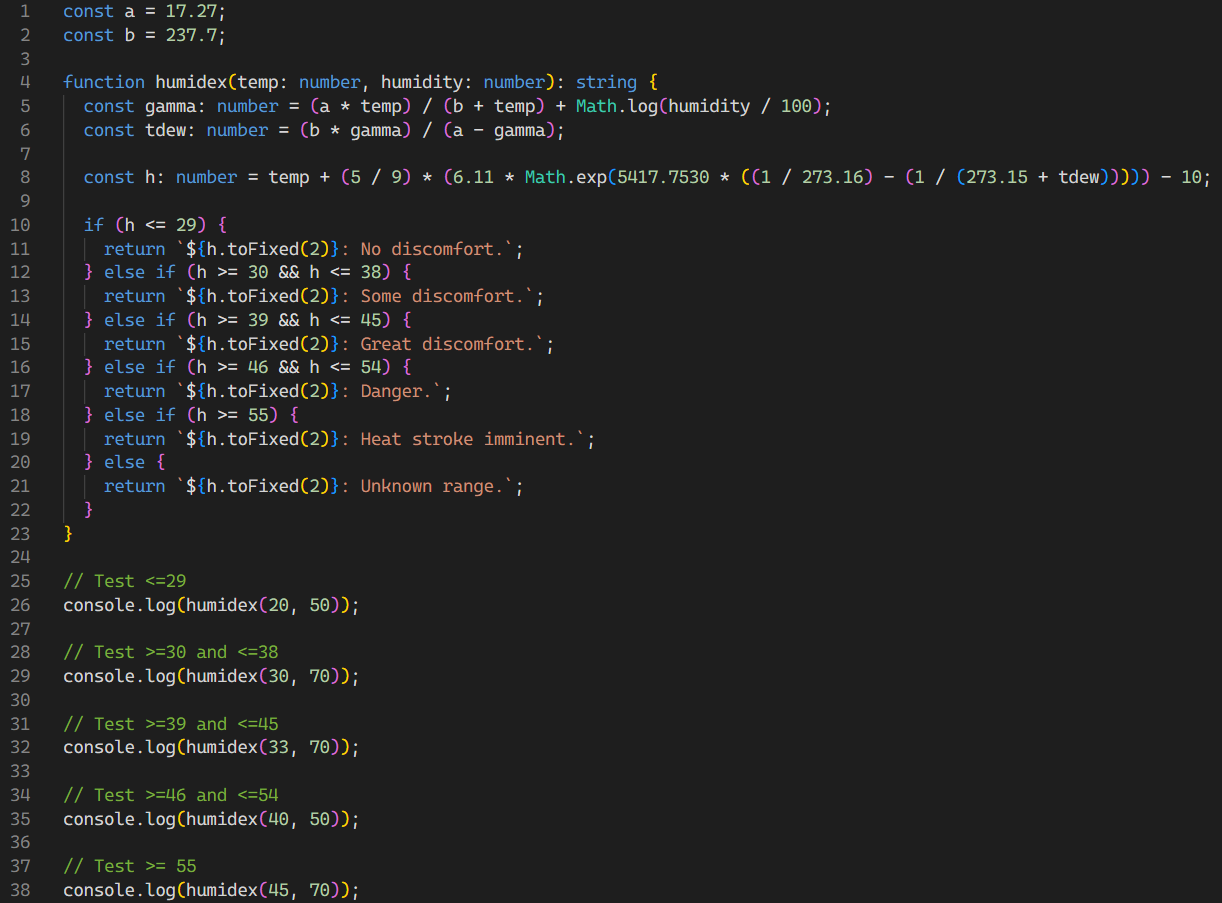 1 const a = 17.27;
2 const b = 237.7;
3
4 function humidex(temp: number, humidity: number): string {
5 const gamma: number = (a * temp) / (b + temp) + Math.log(humidity / 100);
6 const tdew: number = (b * gamma) / (a - gamma);
7
8 const h: number = temp + (5 / 9) * (6.11 * Math.exp(5417.7530 * ((1 / 273.16) - (1 / (273.15 + tdew))))) - 10;
9
10 if (h <= 29) {
11 return `${h.toFixed(2)}: No discomfort.`;
12 } else if (h >= 30 && h <= 38) {
13 return `${h.toFixed(2)}: Some discomfort.`;
14 } else if (h >= 39 && h <= 45) {
15 return `${h.toFixed(2)}: Great discomfort.`;
16 } else if (h >= 46 && h <= 54) {
17 return `${h.toFixed(2)}: Danger.`;
18 } else if (h >= 55) {
19 return `${h.toFixed(2)}: Heat stroke imminent.`;
20 } else {
21 return `${h.toFixed(2)}: Unknown range.`;
22 }
23 }
24
25 // Test <=29
26 console.log(humidex(20, 50));
27
28 // Test >=30 and <=38
29 console.log(humidex(30, 70));
30
31 // Test >=39 and <=45
32 console.log(humidex(33, 70));
33
34 // Test >=46 and <=54
35 console.log(humidex(40, 50));
36
37 // Test >= 55
38 console.log(humidex(45, 70));